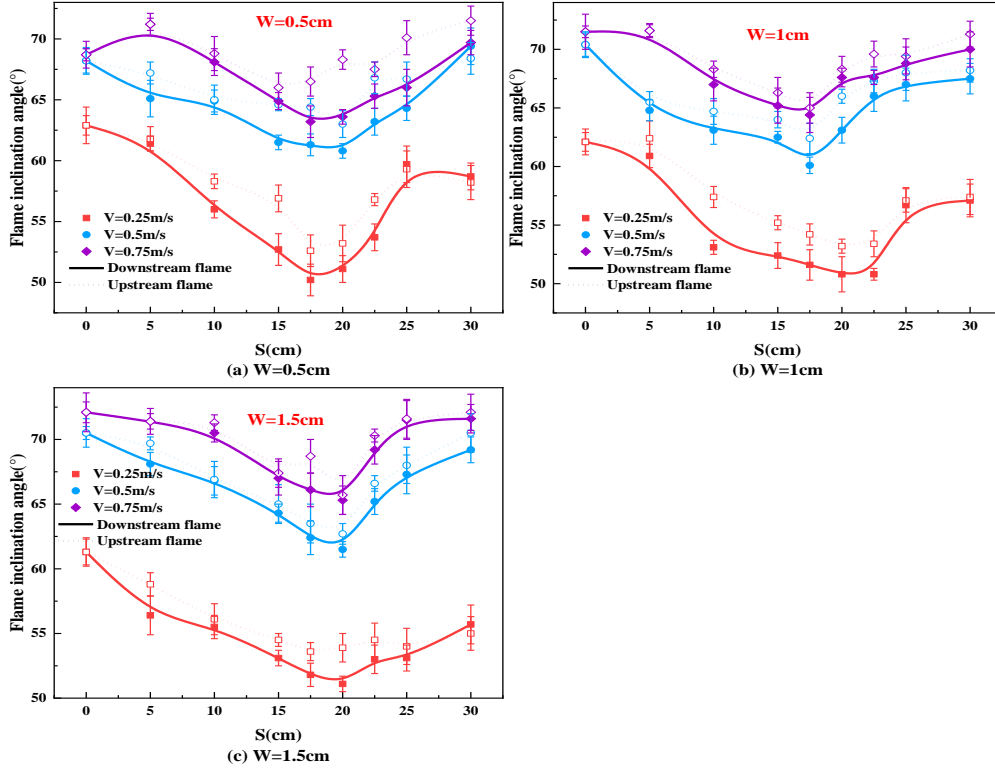 W=0.5cm
Flame inclination angle(°)
70
65
60
55
50
V=0.25m/s
V=0.5m/s
V=0.75m/s
Downstream flame
Upstream flame
0 5 10 15 20 25 30
S(cm)
(a) W=0.5cm
W=1cm
Flame inclination angle(°)
70
65
60
55
50
V=0.25m/s
V=0.5m/s
V=0.75m/s
Downstream flame
Upstream flame
0 5 10 15 20 25 30
S(cm)
(b) W=1cm
W=1.5cm
Flame inclination angle(°)
70
65
60
55
50
V=0.25m/s
V=0.5m/s
V=0.75m/s
Downstream flame
Upstream flame
0 5 10 15 20 25 30
S(cm)
(c) W=1.5cm